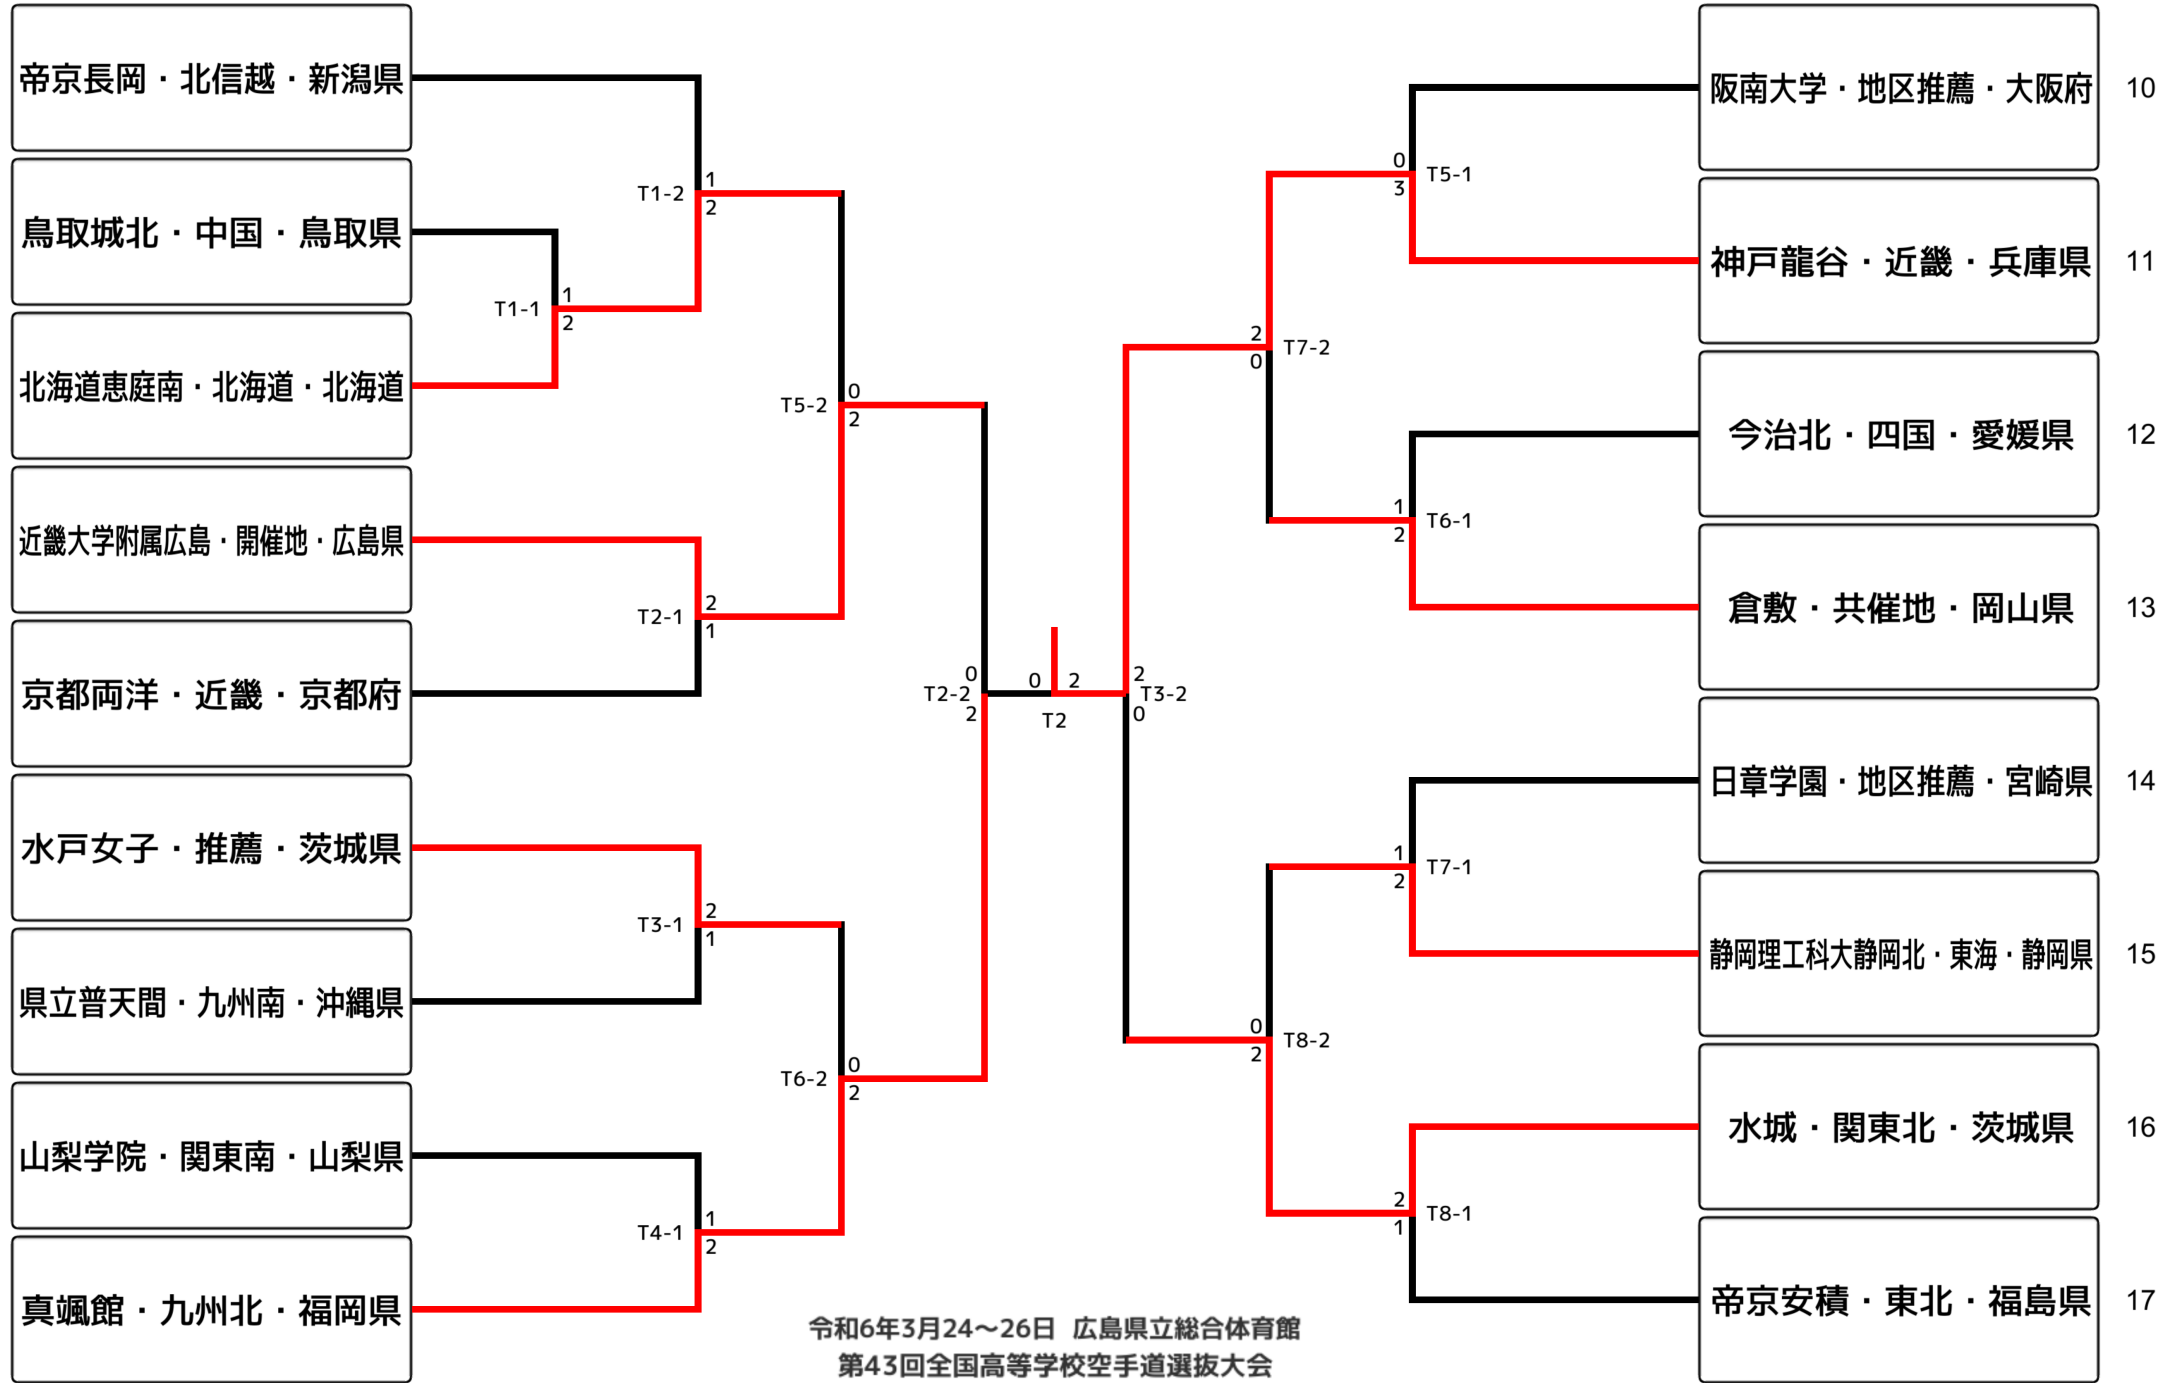 帝京長岡・北信越・新潟県
鳥取城北・中国・鳥取県
北海道恵庭南・北海道・北海道
近畿大学附属広島・開催地・広島県
京都両洋・近畿・京都府
水戸女子・推薦・茨城県
県立普天間・九州南・沖縄県
山梨学院・関東南・山梨県
真颯館・九州北・福岡県
T1-2
1
2
T1-1
1
2
T5-2
0
2
T2-1
2
1
T3-1
2
1
T6-2
0
2
T4-1
1
2
T2-2
0
2
0 2
T2
2
T3-2
0
2
T7-2
0
0
T5-1
3
1
T6-1
2
1
T7-1
2
0
T8-2
2
2
T8-1
1
阪南大学・地区推薦・大阪府 10
神戸龍谷・近畿・兵庫県 11
今治北・四国・愛媛県 12
倉敷・共催地・岡山県 13
日章学園・地区推薦・宮崎県 14
静岡理工科大静岡北・東海・静岡県 15
水城・関東北・茨城県 16
帝京安積・東北・福島県 17
令和6年3月24〜26日 広島県立総合体育館
第43回全国高等学校空手道選抜大会